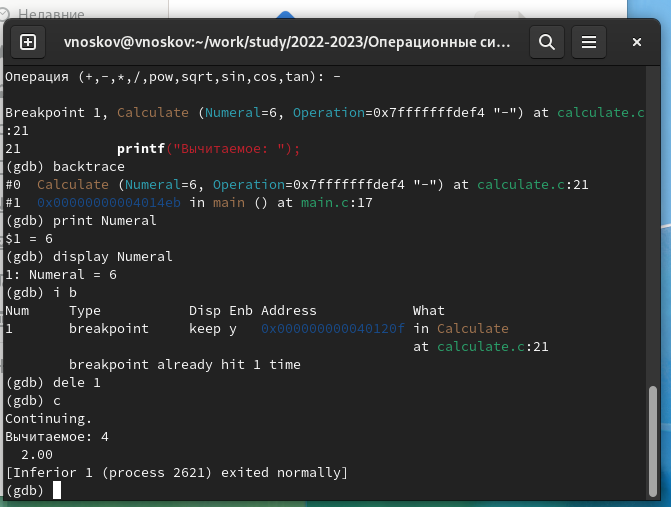 Недавние
vnoskov@vnoskov:~/work/study/2022-2023/Операционные си…
Операция (+,-,*,/,pow,sqrt,sin,cos,tan): -
Breakpoint 1, Calculate (Numeral=6, Operation=0x7fffffffdef4 "-") at calculate.c
:21
21 printf("Вычитаемое: ");
(gdb) backtrace
#0 Calculate (Numeral=6, Operation=0x7fffffffdef4 "-") at calculate.c:21
#1 0x00000000004014eb in main () at main.c:17
(gdb) print Numeral
$1 = 6
(gdb) display Numeral
1: Numeral = 6
(gdb) i b
Num Type Disp Enb Address What
1 breakpoint keep y 0x000000000040120f in Calculate
at calculate.c:21
breakpoint already hit 1 time
(gdb) dele 1
(gdb) c
Continuing.
Вычитаемое: 4
2.00
[Inferior 1 (process 2621) exited normally]
(gdb)